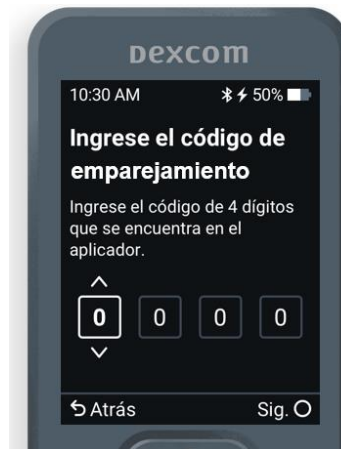 Dexcom
10:30 AM 50%
Ingrese el código de
emparejamiento
Ingrese el código de 4 dígitos
que se encuentra en el
aplicador.
0 0 0 0
Atrás Sig.